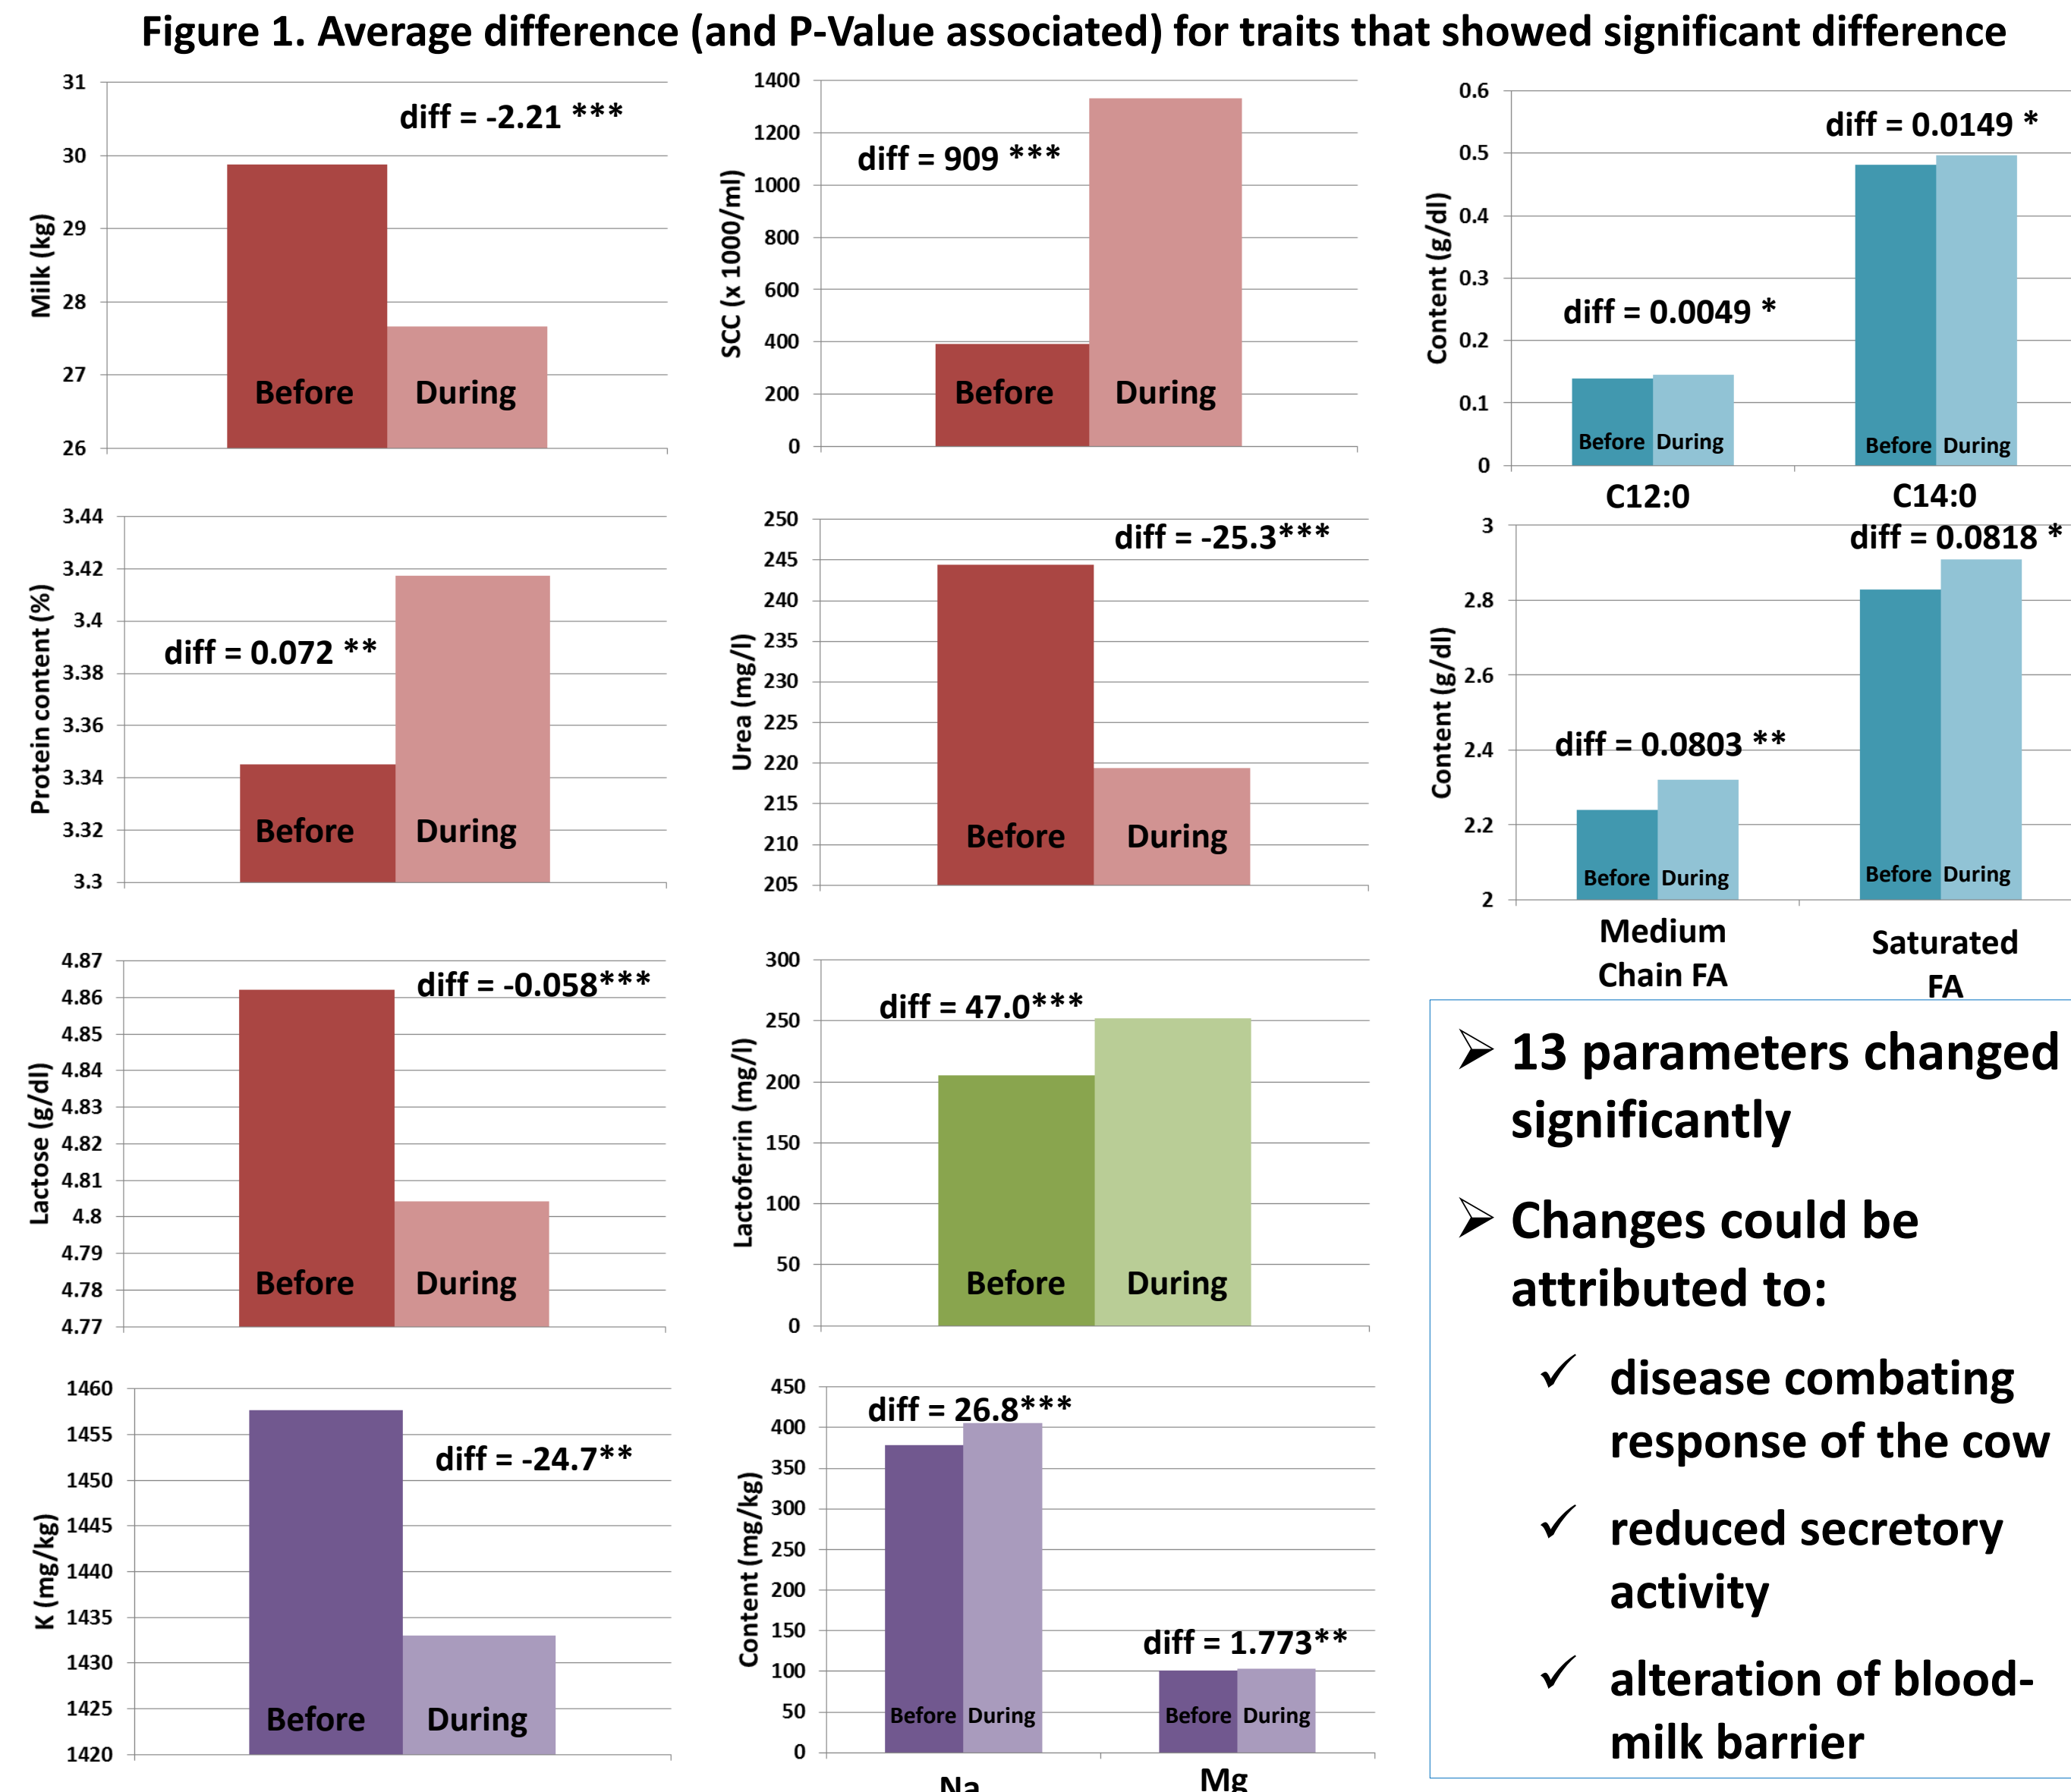 Figure 1. Average difference (and P-Value associated) for traits that showed significant difference
31
30
29
28
27
26
Milk (kg)
diff = -2.21 ***
Before
During
1400
1200
1000
800
600
400
200
0
SCC (x 1000/ml)
diff = 909 ***
Before
During
0.6
0.5
0.4
0.3
0.2
0.1
0
Content (g/dl)
diff = 0.0149 *
diff = 0.0049 *
Before During
Before During
C12:0
C14:0
3.44
3.42
3.4
3.38
3.36
3.34
3.32
3.3
Protein content (%)
diff = 0.072 **
Before
During
250
245
240
235
230
225
220
215
210
205
Urea (mg/l)
diff = -25.3***
Before
During
3
2.8
2.6
2.4
2.2
2
Content (g/dl)
diff = 0.0818 *
diff = 0.0803 **
Before During
Before During
Medium
Chain FA
Saturated
FA
4.87
4.86
4.85
4.84
4.83
4.82
4.81
4.8
4.79
4.78
4.77
Lactose (g/dl)
diff = -0.058***
Before
During
300
250
200
150
100
50
0
Lactoferrin (mg/l)
diff = 47.0***
Before
During
1460
1455
1450
1445
1440
1435
1430
1425
1420
K (mg/kg)
diff = -24.7**
Before
During
450
400
350
300
250
200
150
100
50
0
Content (mg/kg)
diff = 26.8***
diff = 1.773**
Before During
Before During
Na
Mg
➢ 13 parameters changed
significantly
➢ Changes could be
attributed to:
✓ disease combating
response of the cow
✓ reduced secretory
activity
✓ alteration of blood-
milk barrier